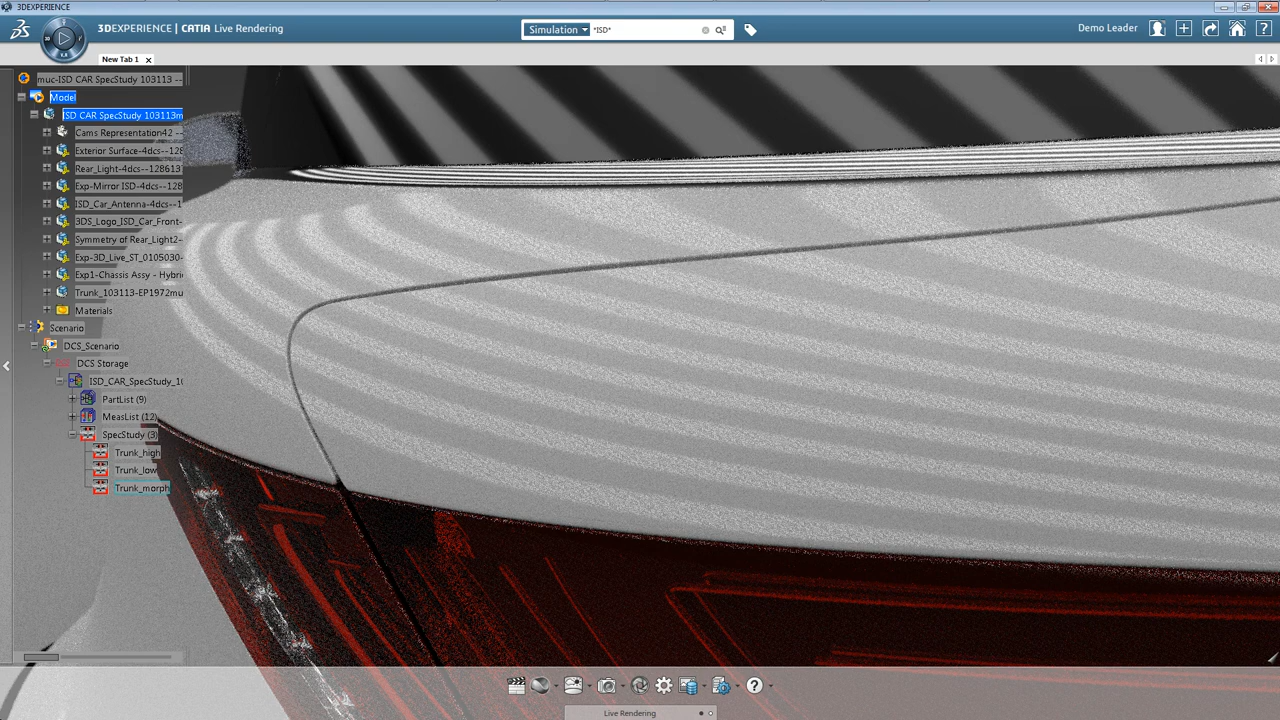 3DEXPERIENCE
3DEXPERIENCE | CATIA Live Rendering
Simulation
*ISD*
Demo Leader
New Tab 1
muc-ISD CAR SpecStudy 103113 --
Model
ISD CAR SpecStudy 103113m
Cams Representation42 --
Exterior Surface-4dcs--128
Rear_Light-4dcs--1286137
Exp-Mirror ISD-4dcs--128
ISD_Car_Antenna-4dcs--1
3DS_Logo_ISD_Car_Front-
Symmetry of Rear_Light2--
Exp-3D_Live_ST_0105030-
Exp1-Chassis Assy - Hybrid
Trunk_103113-EP1972mu
Materials
Scenario
DCS_Scenario
DCS Storage
ISD_CAR_SpecStudy_10
PartList (9)
MeasList (12)
SpecStudy (3)
Trunk_high
Trunk_low
Trunk_morph
Live Rendering